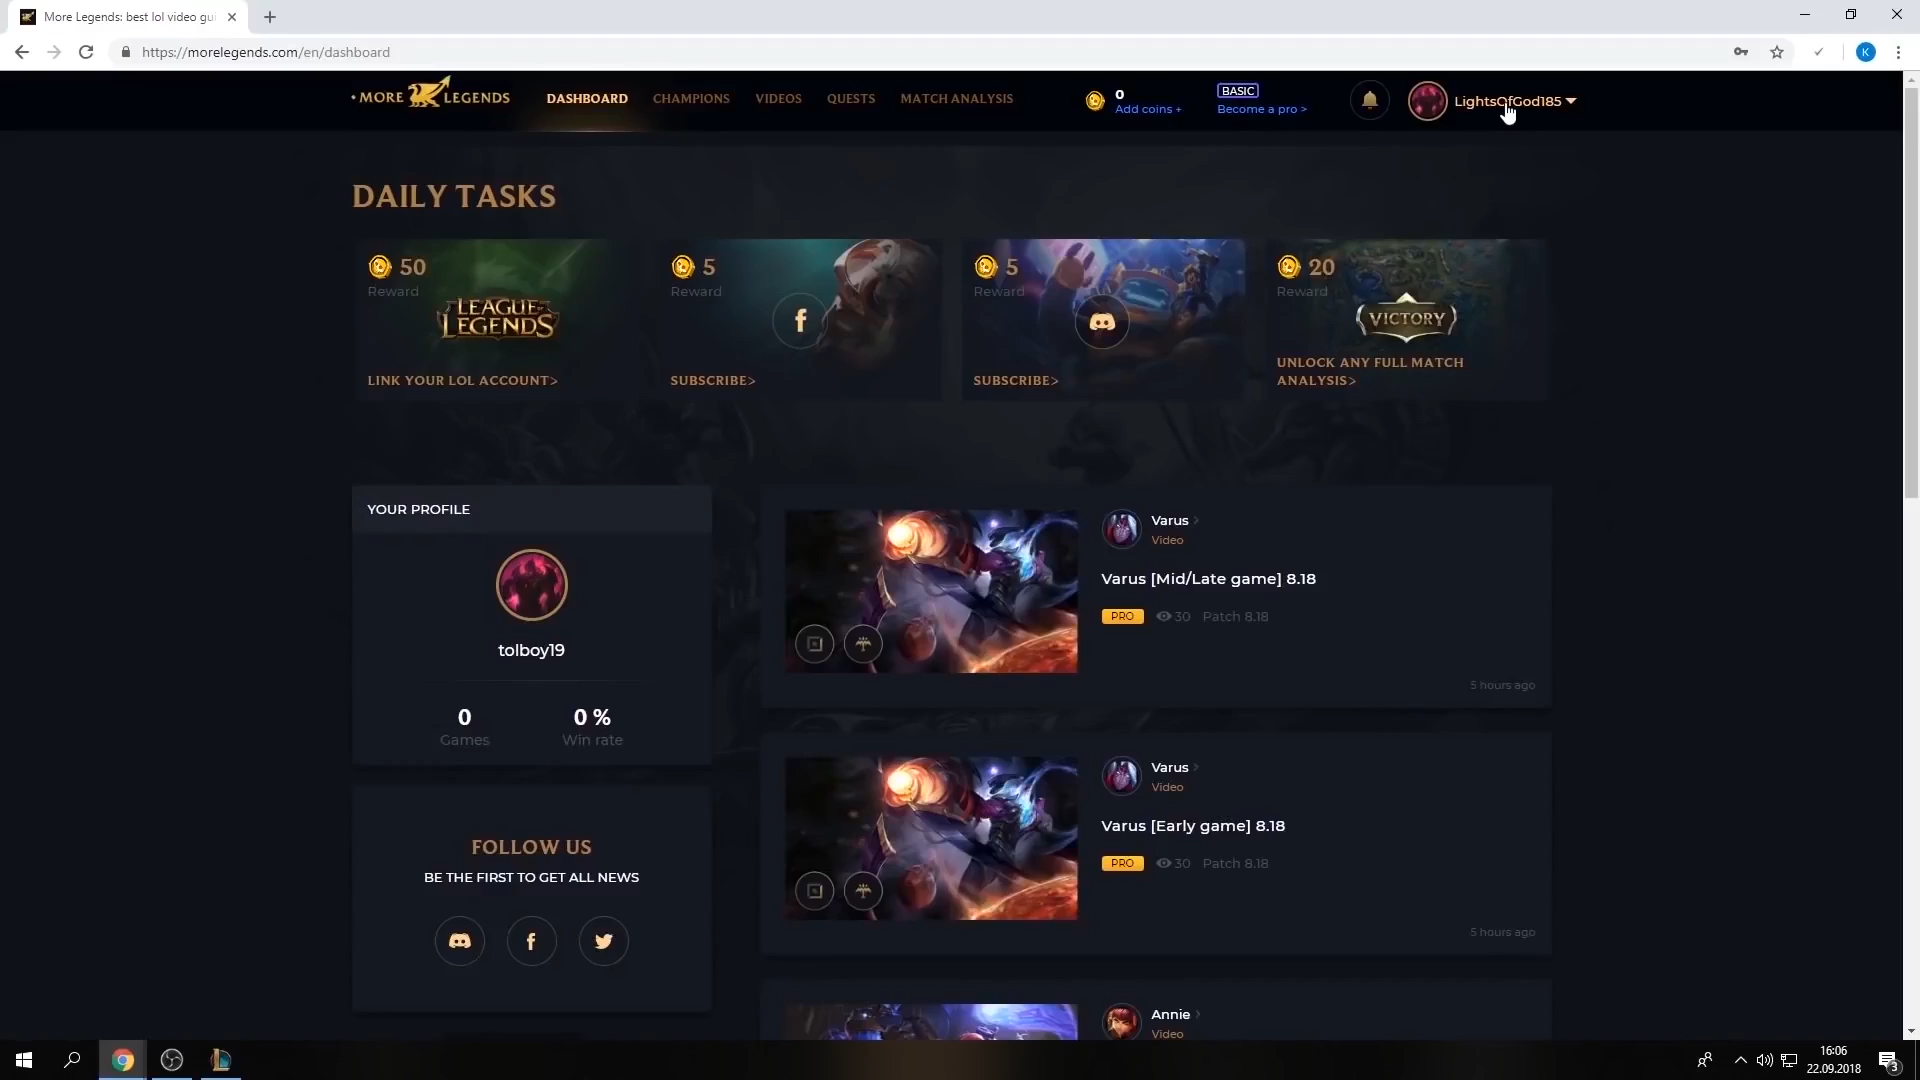 More Legends: best lol video gui
https://morelegends.com/en/dashboard
K
MORE LEGENDS
DASHBOARD
CHAMPIONS
VIDEOS
QUESTS
MATCH ANALYSIS
0
Add coins +
BASIC
Become a pro >
LightsOfGod185
DAILY TASKS
50
Reward
LEAGUE OF
LEGENDS
LINK YOUR LOL ACCOUNT>
5
Reward
f
SUBSCRIBE>
5
Reward
SUBSCRIBE>
20
Reward
VICTORY
UNLOCK ANY FULL MATCH
ANALYSIS>
YOUR PROFILE
tolboy19
0
Games
0 %
Win rate
FOLLOW US
BE THE FIRST TO GET ALL NEWS
f
Varus >
Video
Varus [Mid/Late game] 8.18
PRO
30
Patch 8.18
5 hours ago
Varus >
Video
Varus [Early game] 8.18
PRO
30
Patch 8.18
5 hours ago
Annie >
Video
16:06
22.09.2018
3